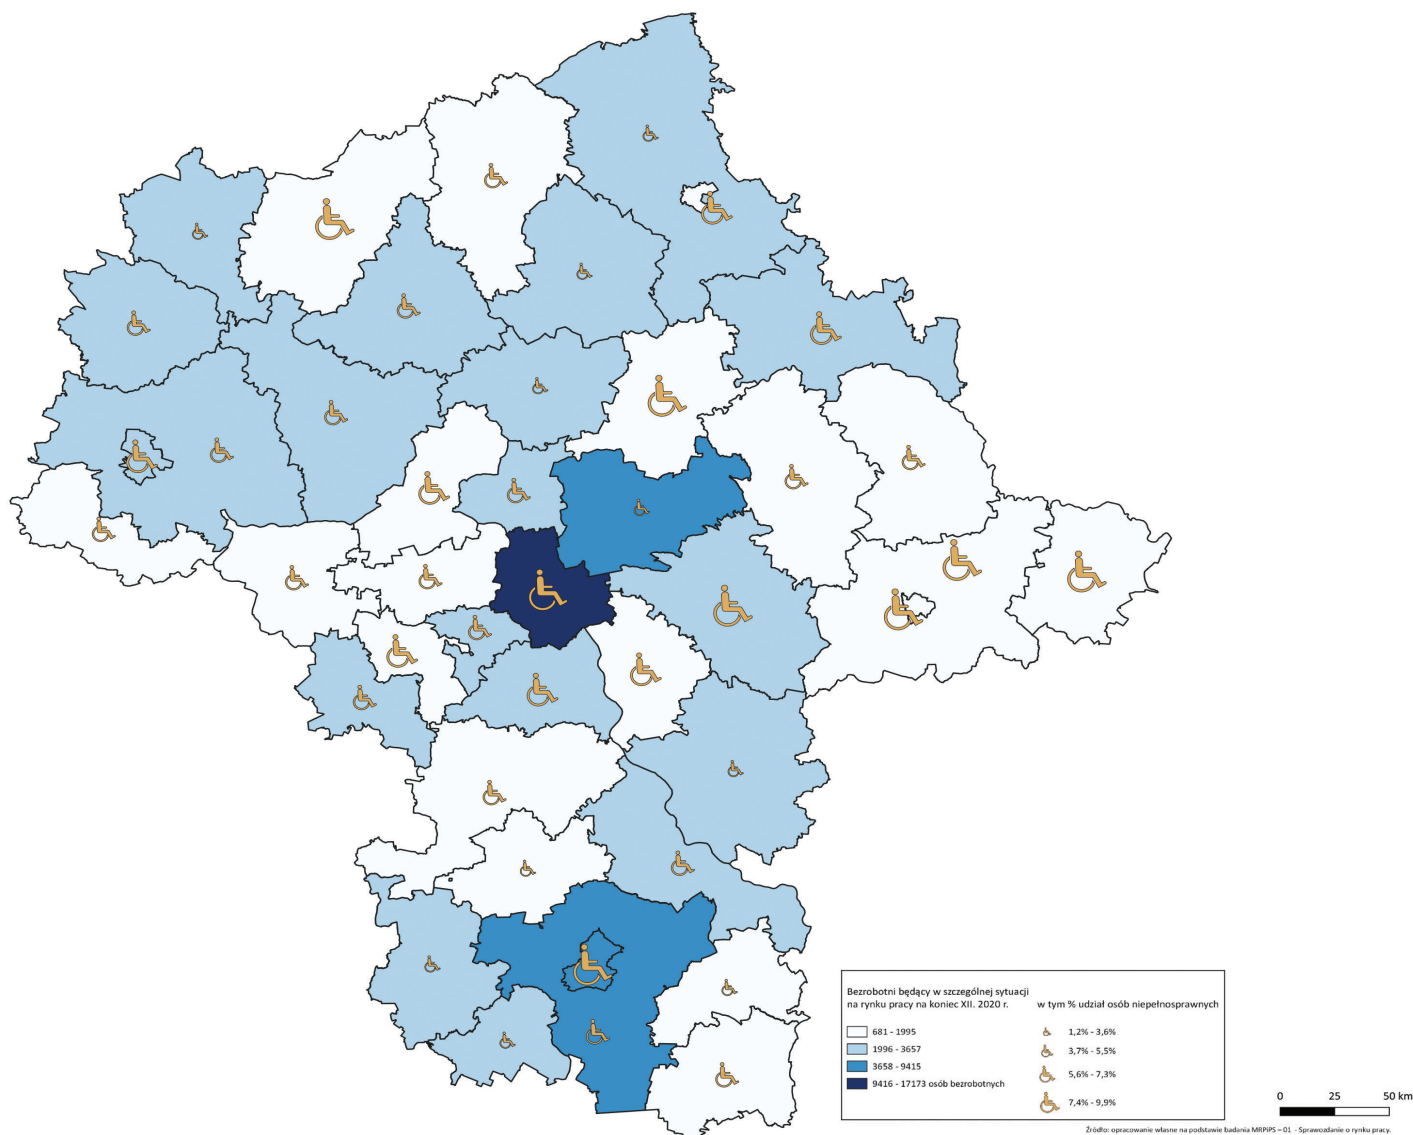 Bezrobotni będący w szczególnej sytuacji
na rynku pracy na koniec XII. 2020 r.
w tym % udział osób niepełnosprawnych
681 - 1995
1996 - 3657
3658 - 9415
9416 - 17173 osób bezrobotnych
1,2% - 3,6%
3,7% - 5,5%
5,6% - 7,3%
7,4% - 9,9%
0 25 50 km
Źródło: opracowanie własne na podstawie badania MRPiPS – 01 - Sprawozdanie o rynku pracy.